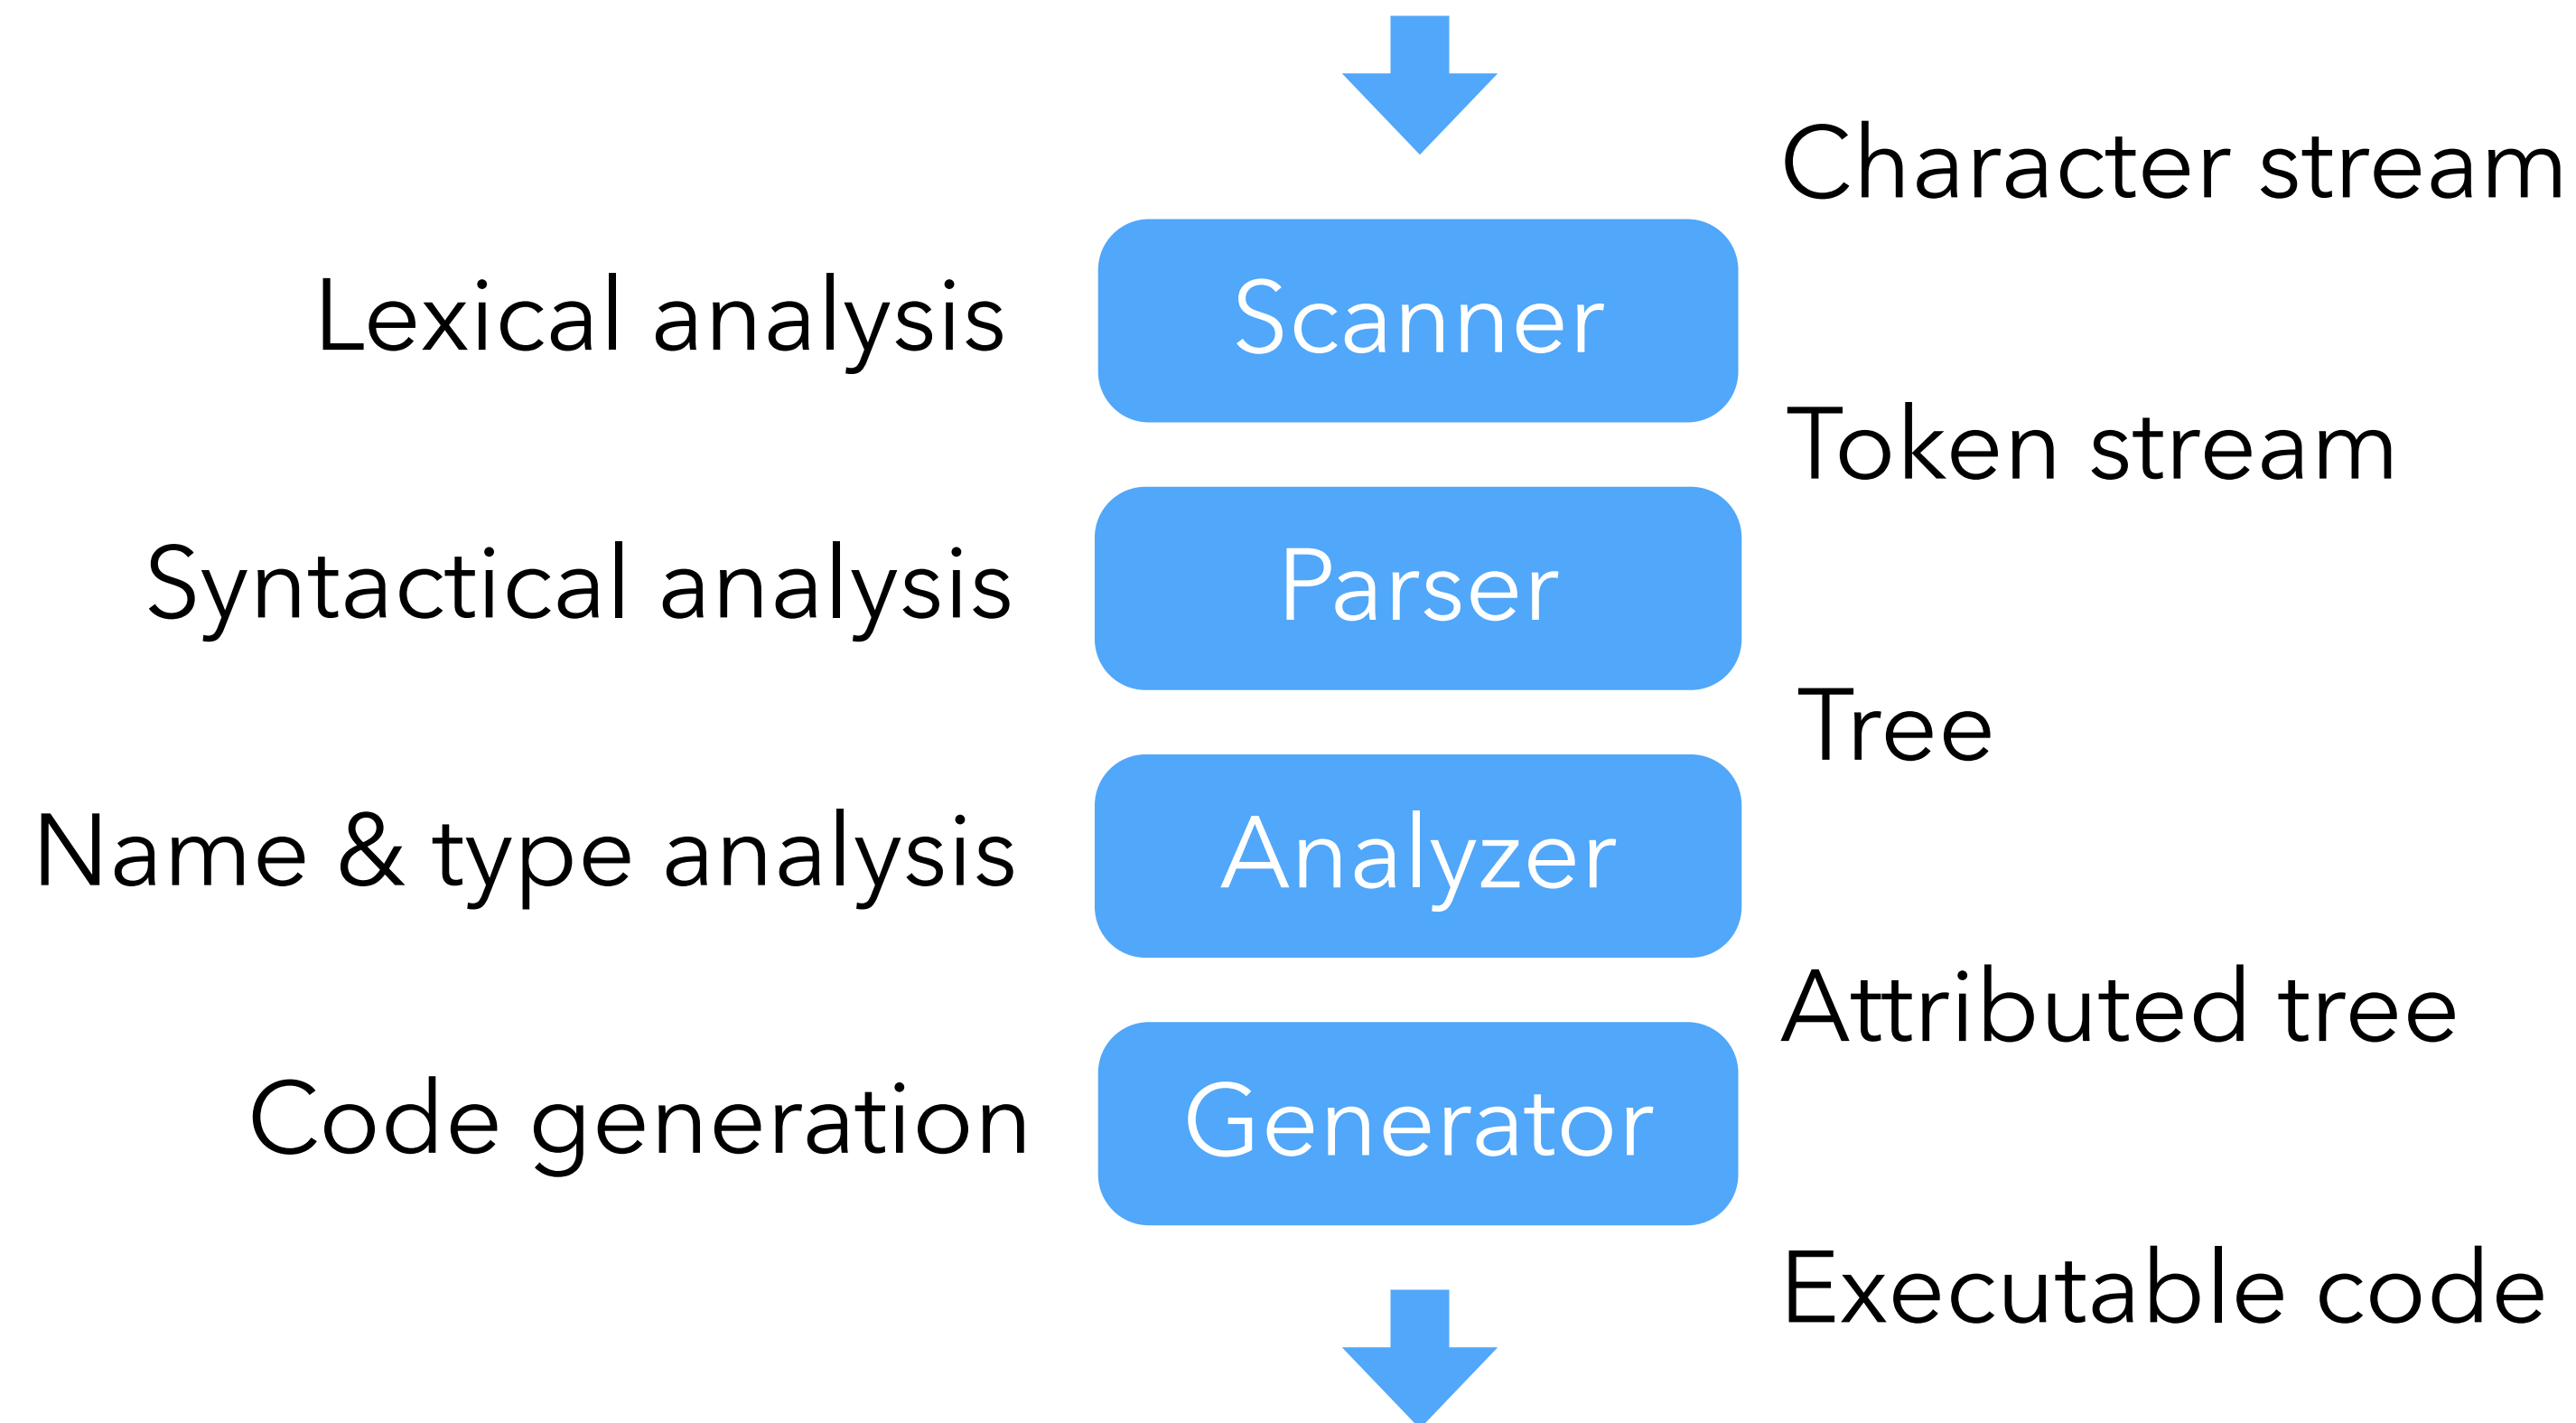 Character stream
Lexical analysis
Scanner
Token stream
Syntactical analysis
Parser
Tree
Name & type analysis
Analyzer
Attributed tree
Code generation
Generator
Executable code